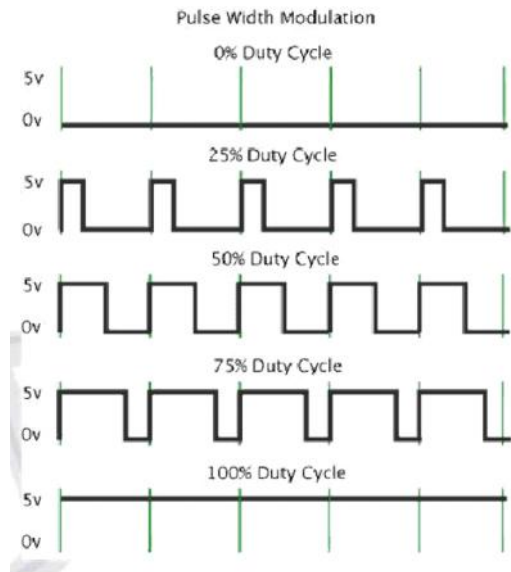 Pulse Width Modulation
0% Duty Cycle
5v
0v
25% Duty Cycle
5v
0v
50% Duty Cycle
5v
0v
75% Duty Cycle
5v
0v
100% Duty Cycle
5v
0v